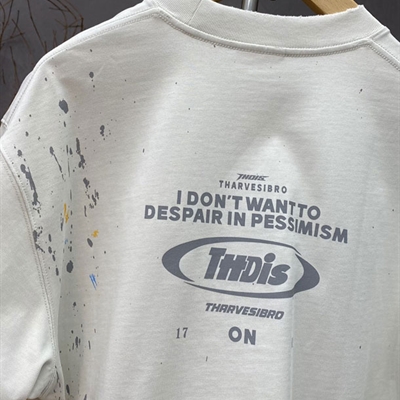 THDIS
THARVESIBRO
I DON'T WANT TO
DESPAIR IN PESSIMISM
THDis
THARVESIBRO
17 ON